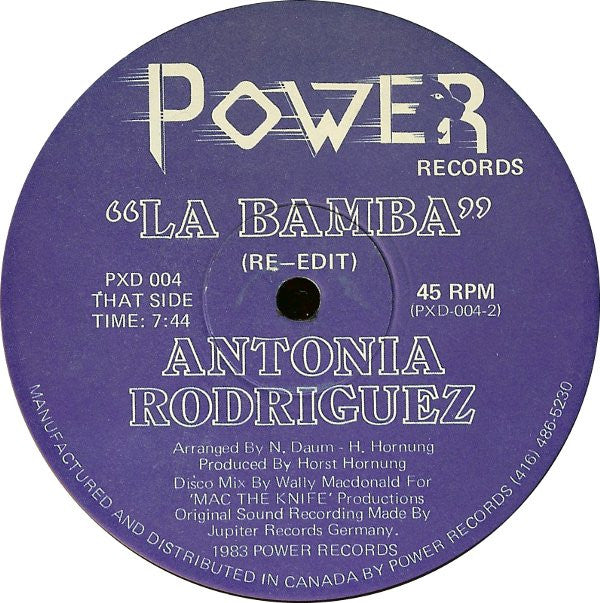 POWER
RECORDS
“LA BAMBA”
(RE-EDIT)
PXD 004
THAT SIDE
TIME: 7:44
45 RPM
(PXD-004-2)
ANTONIA
RODRIGUEZ
Arranged By N. Daum - H. Hornung
Produced By Horst Hornung
Disco Mix By Wally Macdonald For
'MAC THE KNIFE' Productions
Original Sound Recording Made By
Jupiter Records Germany.
1983 POWER RECORDS
MANUFACTURED AND DISTRIBUTED IN CANADA BY POWER RECORDS (416) 486-5230